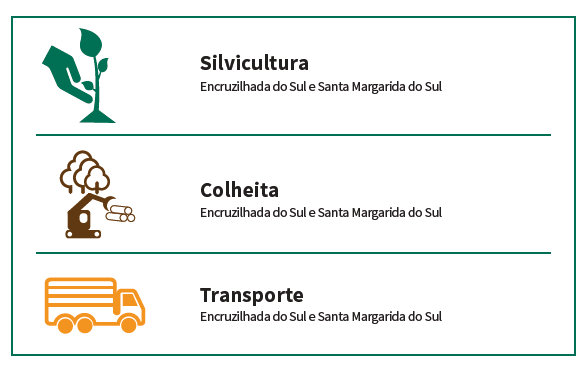 Silvicultura
Encruzilhada do Sul e Santa Margarida do Sul
Colheita
Encruzilhada do Sul e Santa Margarida do Sul
Transporte
Encruzilhada do Sul e Santa Margarida do Sul